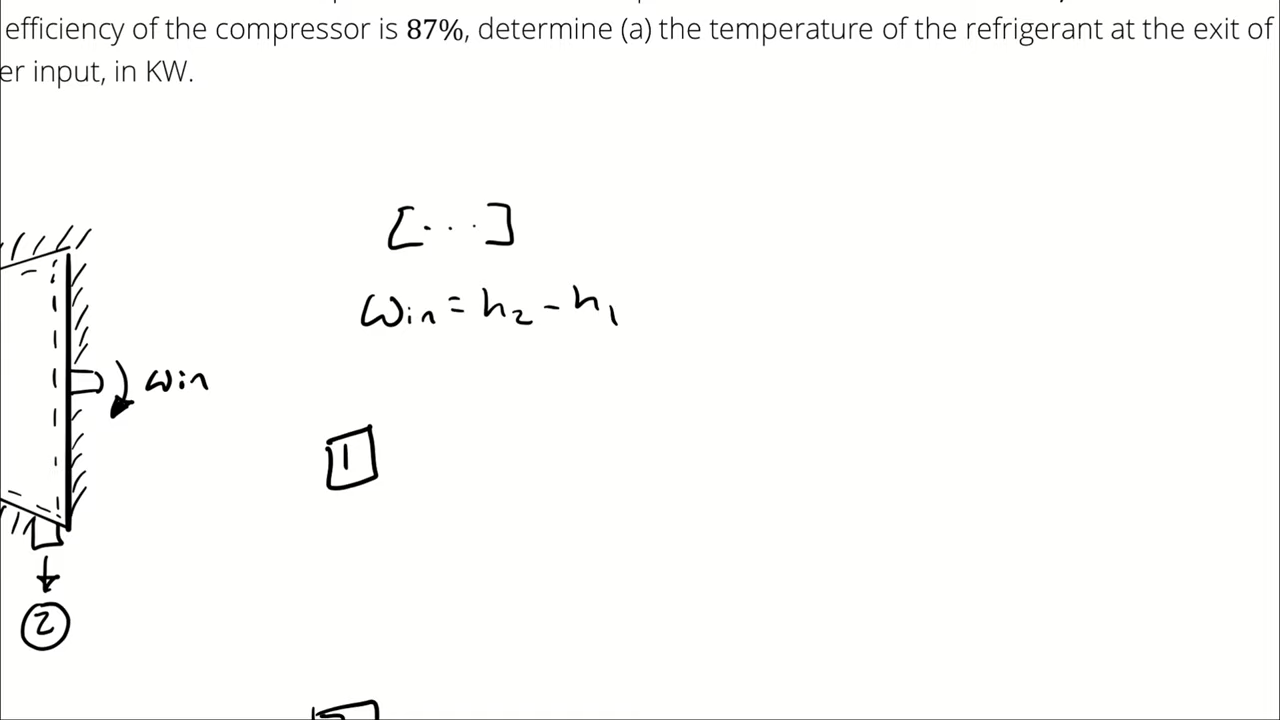 efficiency of the compressor is 87%, determine (a) the temperature of the refrigerant at the exit of
er input, in KW.
[...]
win = h2 - h1
win
1
2